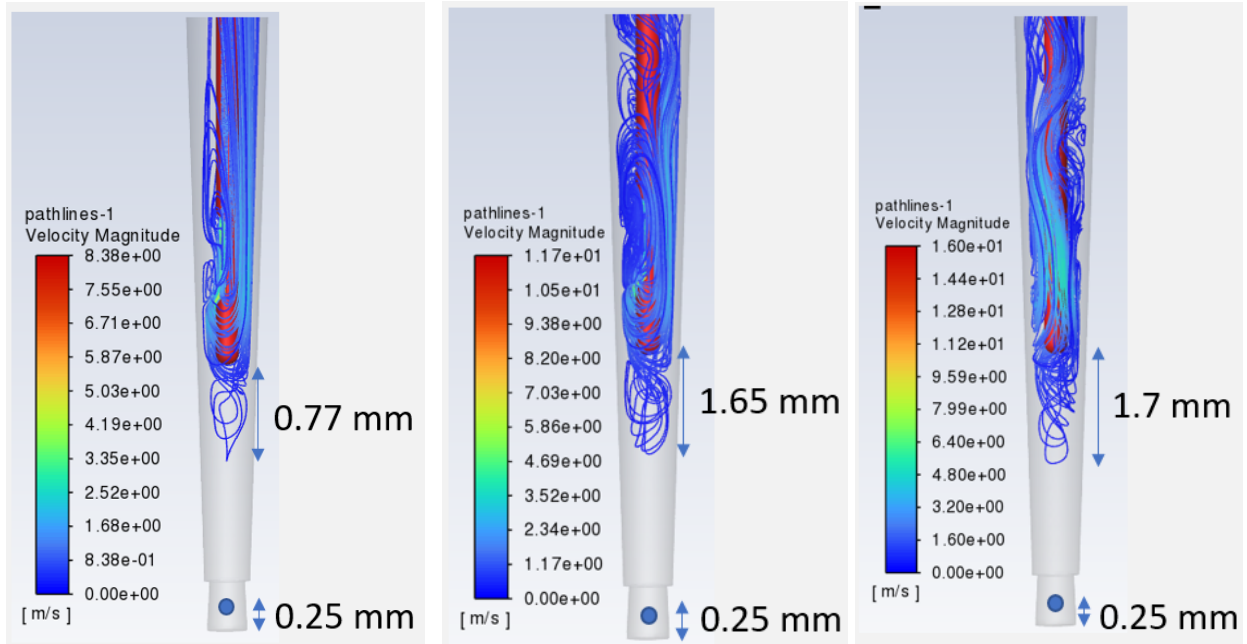 pathlines-1
Velocity Magnitude
8.38e+00
7.55e+00
6.71e+00
5.87e+00
5.03e+00
4.19e+00
3.35e+00
2.52e+00
1.68e+00
8.38e-01
0.00e+00
[ m/s ]
0.77 mm
0.25 mm
pathlines-1
Velocity Magnitude
1.17e+01
1.05e+01
9.38e+00
8.20e+00
7.03e+00
5.86e+00
4.69e+00
3.52e+00
2.34e+00
1.17e+00
0.00e+00
[ m/s ]
1.65 mm
0.25 mm
pathlines-1
Velocity Magnitude
1.60e+01
1.44e+01
1.28e+01
1.12e+01
9.59e+00
7.99e+00
6.40e+00
4.80e+00
3.20e+00
1.60e+00
0.00e+00
[ m/s ]
1.7 mm
0.25 mm